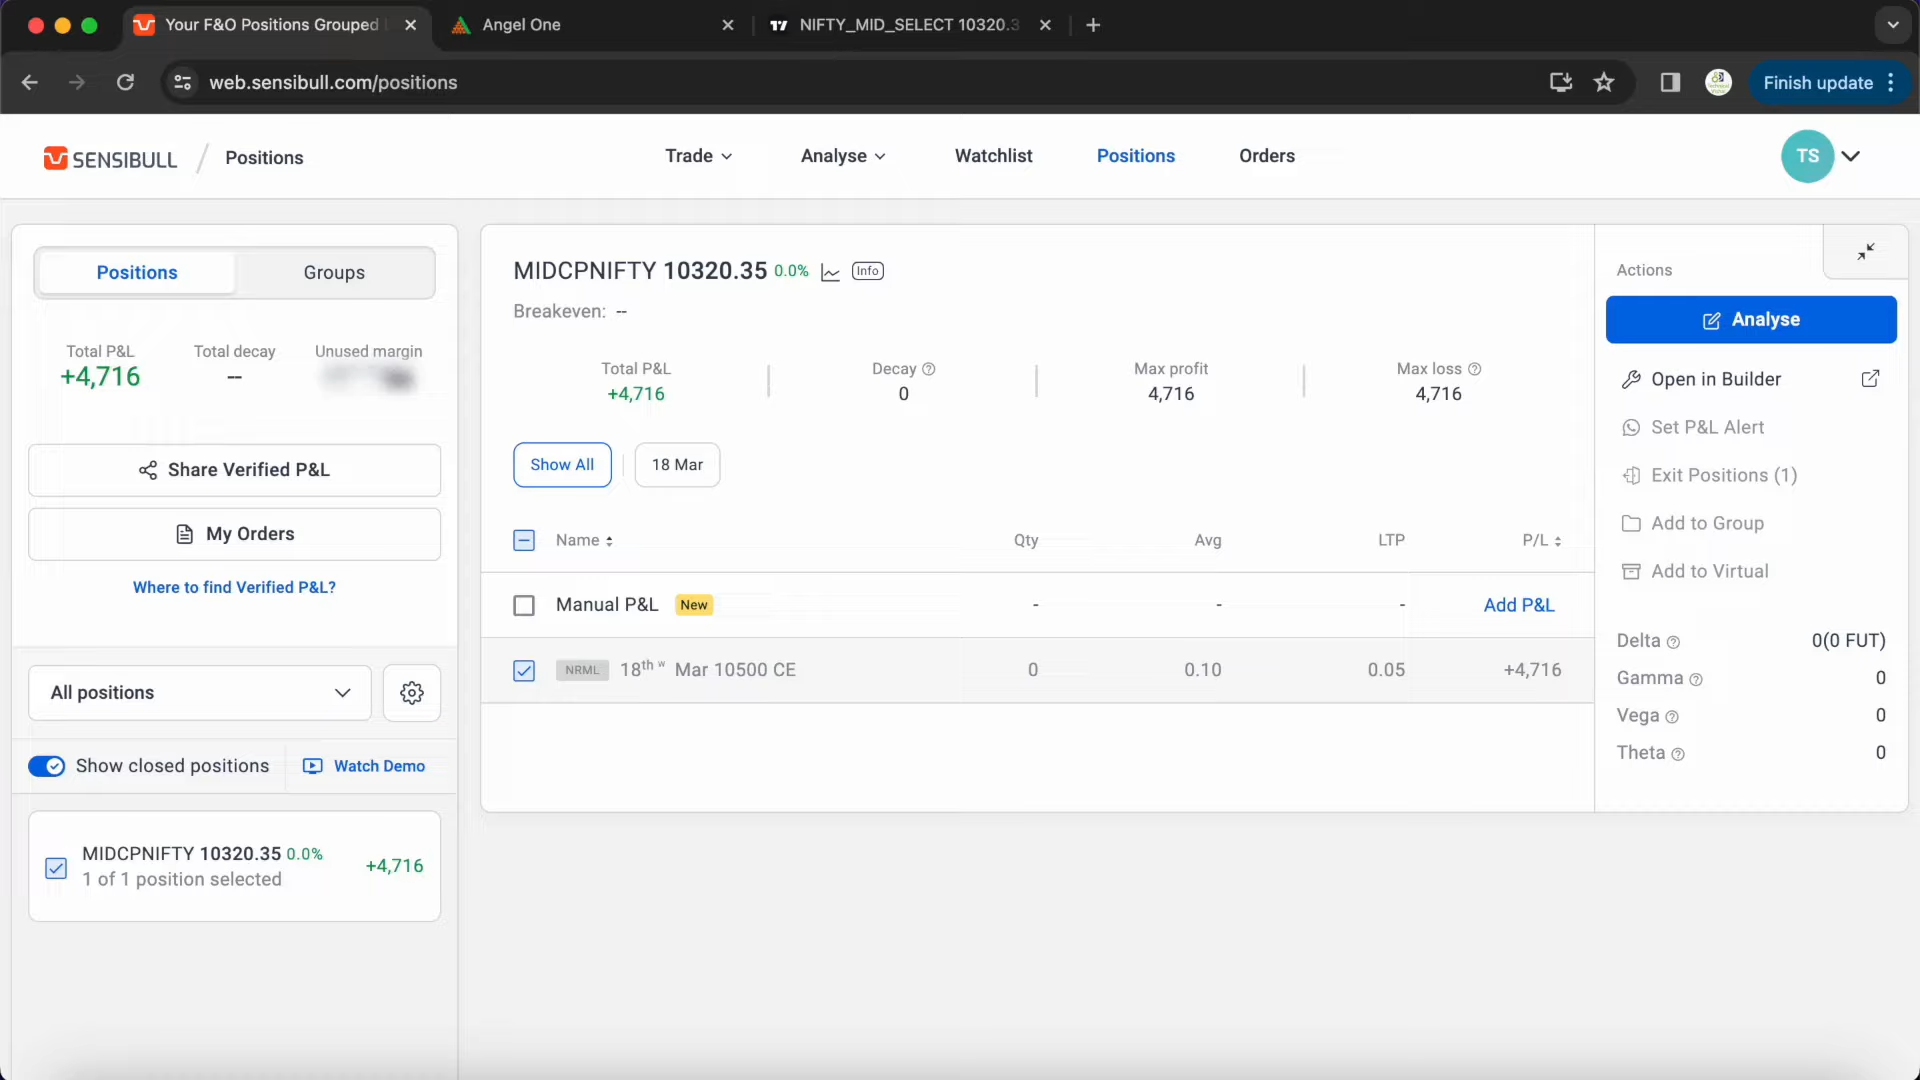 Your F&O Positions Grouped
Angel One
NIFTY_MID_SELECT 10320.3
web.sensibull.com/positions
Finish update
SENSIBULL / Positions
Trade
Analyse
Watchlist
Positions
Orders
TS
Positions
Groups
Total P&L
Total decay
Unused margin
+4,716
--
Share Verified P&L
My Orders
Where to find Verified P&L?
All positions
Show closed positions
Watch Demo
MIDCPNIFTY 10320.35 0.0%
1 of 1 position selected
+4,716
MIDCPNIFTY 10320.35 0.0% Info
Breakeven: --
Total P&L
Decay
Max profit
Max loss
+4,716
0
4,716
4,716
Show All
18 Mar
Name Qty Avg LTP P/L
Manual P&L New - - - Add P&L
NRML 18th w Mar 10500 CE 0 0.10 0.05 +4,716
Actions
Analyse
Open in Builder
Set P&L Alert
Exit Positions (1)
Add to Group
Add to Virtual
Delta 0(0 FUT)
Gamma 0
Vega 0
Theta 0